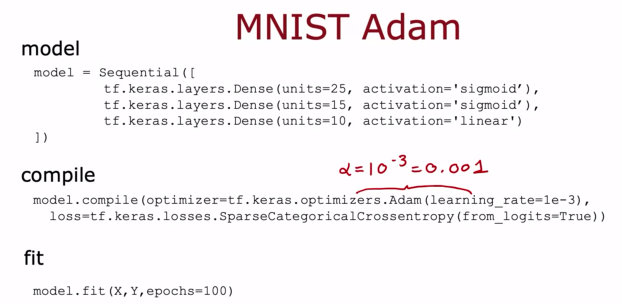 MNIST Adam
model
model = Sequential([
tf.keras.layers.Dense(units=25, activation='sigmoid’),
tf.keras.layers.Dense(units=15, activation='sigmoid’),
tf.keras.layers.Dense(units=10, activation='linear')
])
α=10⁻³=0.001
compile
model.compile(optimizer=tf.keras.optimizers.Adam(learning_rate=1e-3),
loss=tf.keras.losses.SparseCategoricalCrossentropy(from_logits=True))
fit
model.fit(X,Y,epochs=100)